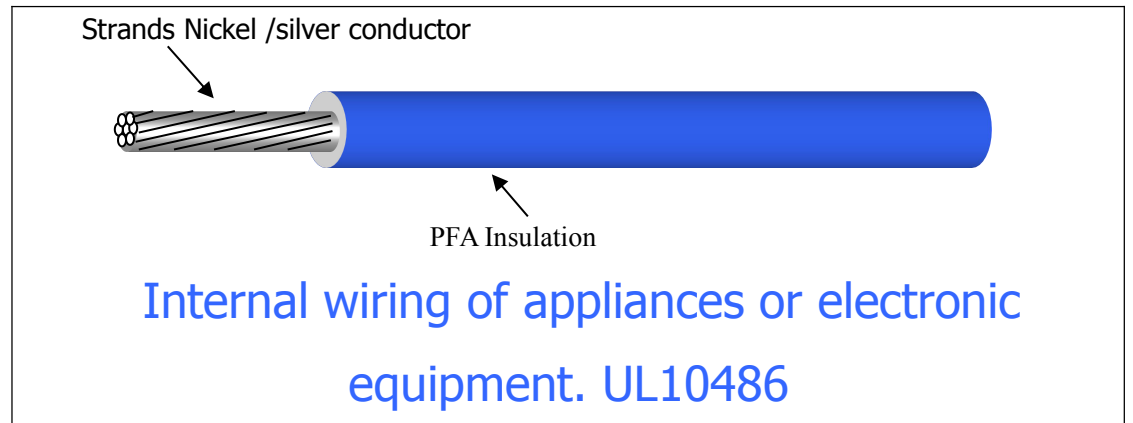 Strands Nickel /silver conductor
PFA Insulation
Internal wiring of appliances or electronic
equipment. UL10486